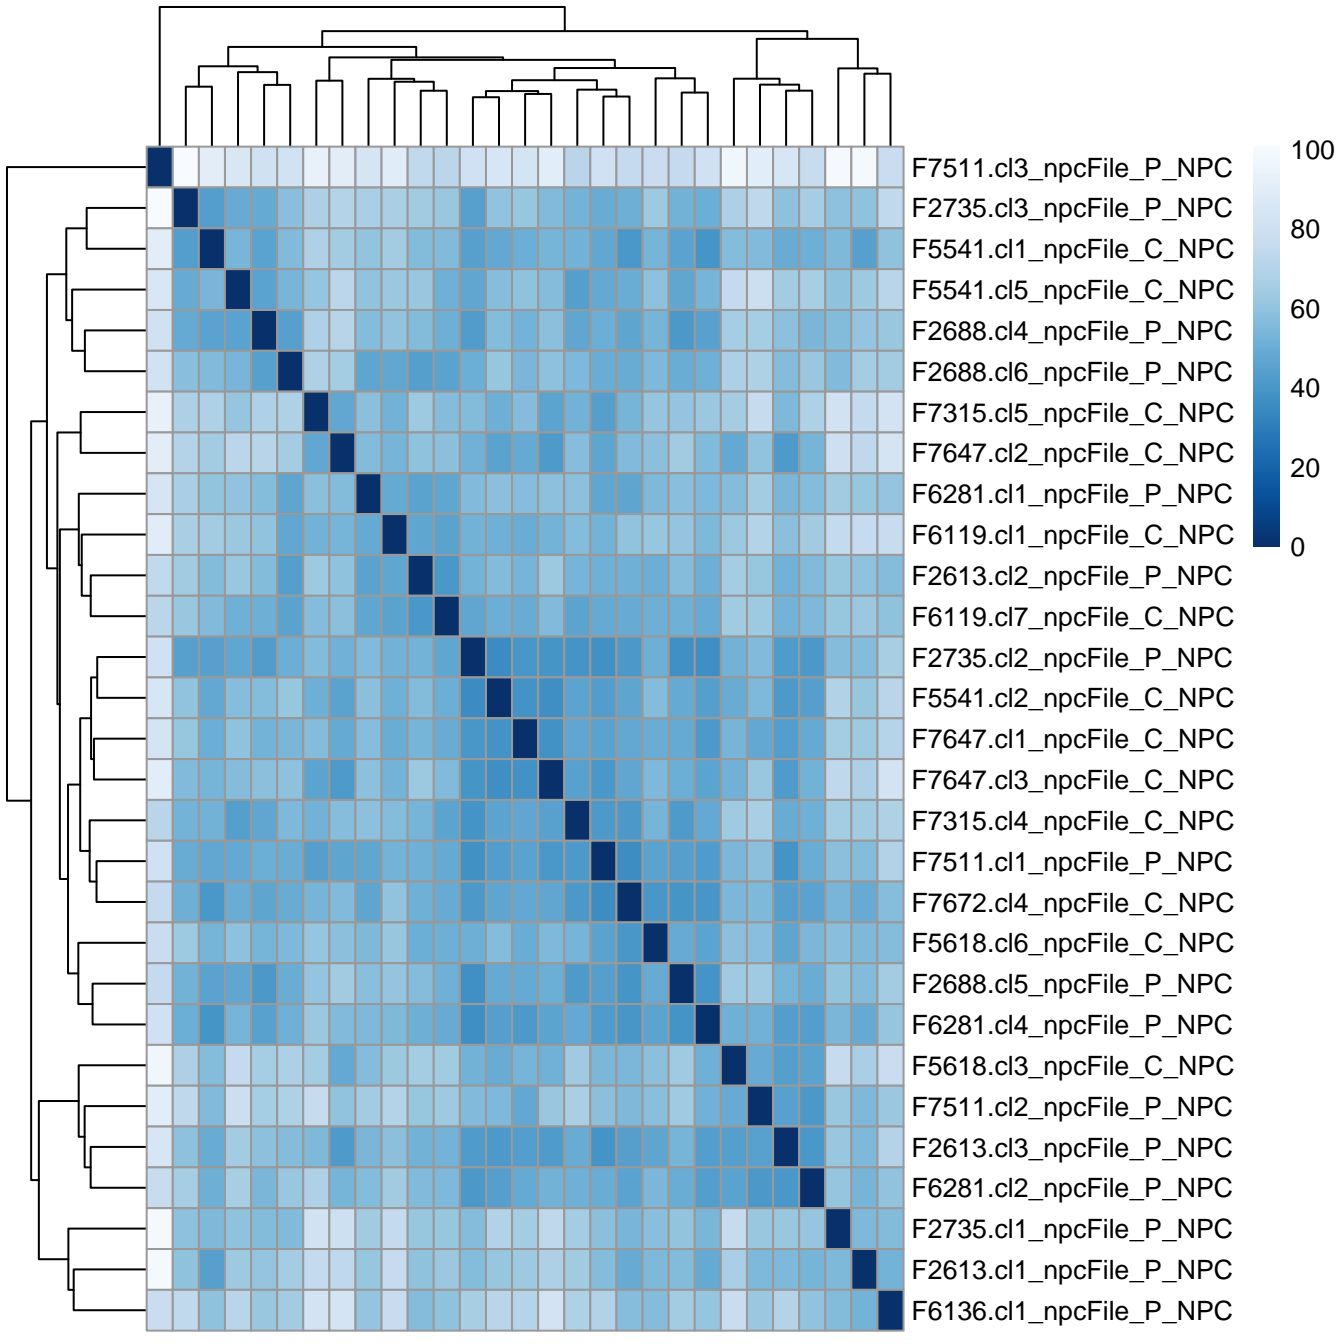 F7511.cl3_npcFile_P_NPC
F2735.cl3_npcFile_P_NPC
F5541.cl1_npcFile_C_NPC
F5541.cl5_npcFile_C_NPC
F2688.cl4_npcFile_P_NPC
F2688.cl6_npcFile_P_NPC
F7315.cl5_npcFile_C_NPC
F7647.cl2_npcFile_C_NPC
F6281.cl1_npcFile_P_NPC
F6119.cl1_npcFile_C_NPC
F2613.cl2_npcFile_P_NPC
F6119.cl7_npcFile_C_NPC
F2735.cl2_npcFile_P_NPC
F5541.cl2_npcFile_C_NPC
F7647.cl1_npcFile_C_NPC
F7647.cl3_npcFile_C_NPC
F7315.cl4_npcFile_C_NPC
F7511.cl1_npcFile_P_NPC
F7672.cl4_npcFile_C_NPC
F5618.cl6_npcFile_C_NPC
F2688.cl5_npcFile_P_NPC
F6281.cl4_npcFile_P_NPC
F5618.cl3_npcFile_C_NPC
F7511.cl2_npcFile_P_NPC
F2613.cl3_npcFile_P_NPC
F6281.cl2_npcFile_P_NPC
F2735.cl1_npcFile_P_NPC
F2613.cl1_npcFile_P_NPC
F6136.cl1_npcFile_P_NPC
100
80
60
40
20
0